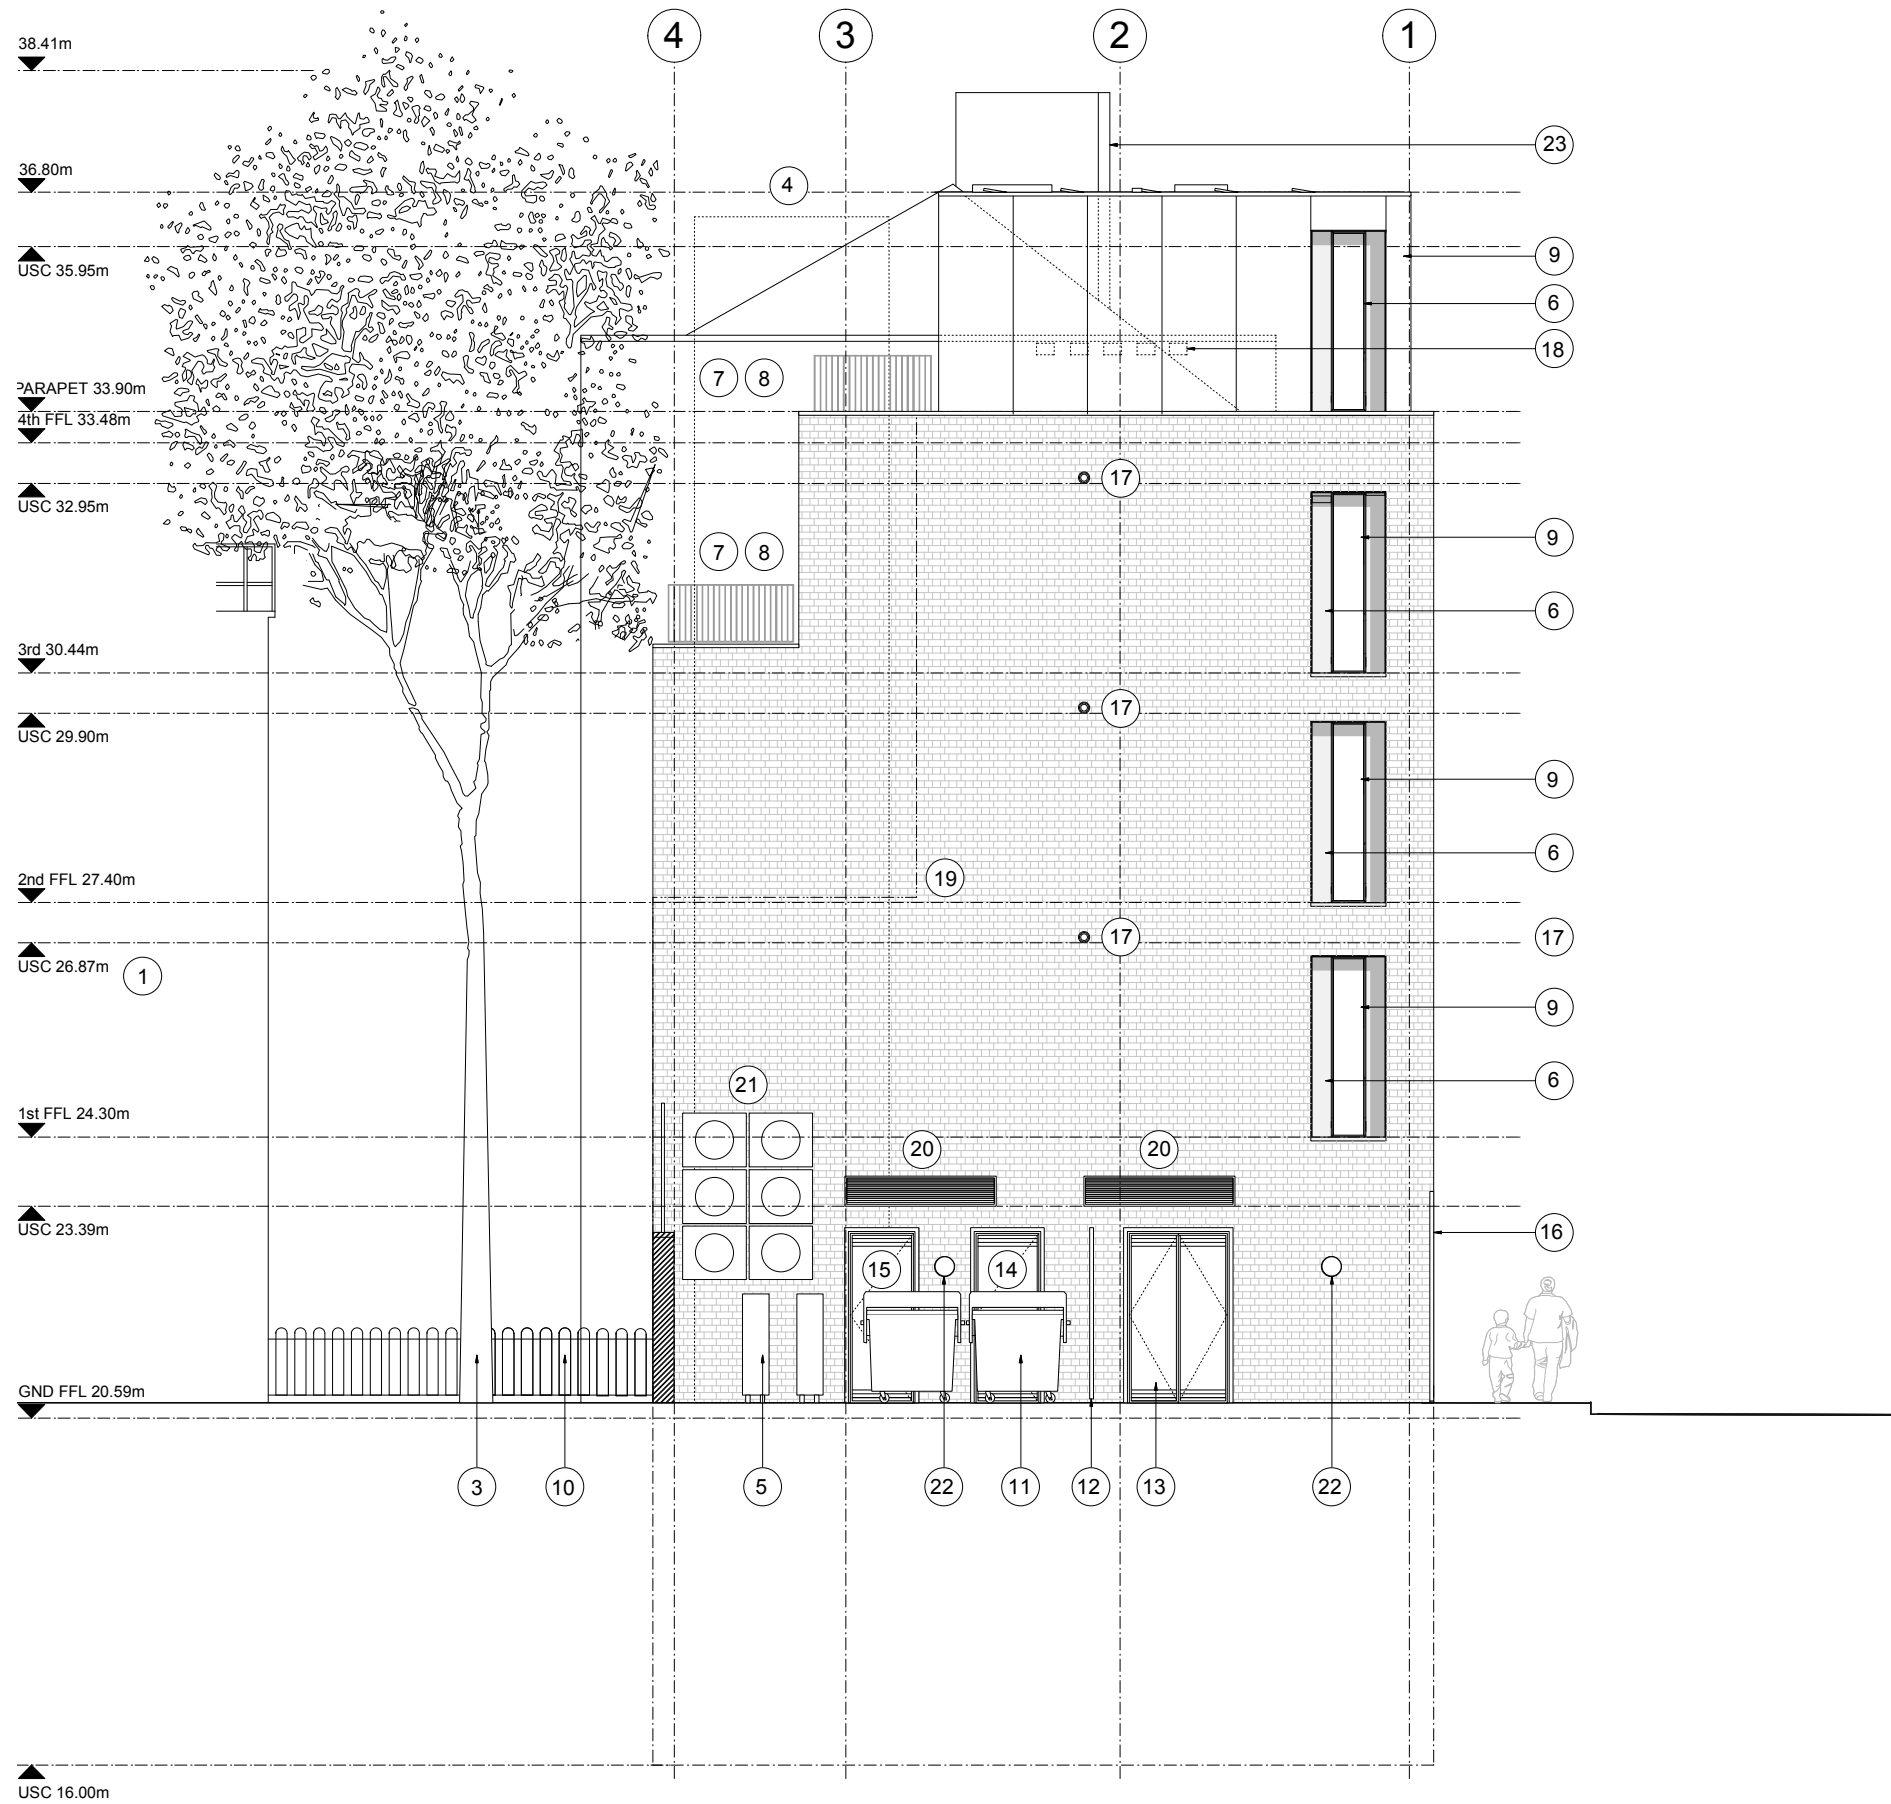 4 3 2 1
38.41m
23
36.80m
4
9
USC 35.95m
6
18
7 8
PARAPET 33.90m
4th FFL 33.48m
17
USC 32.95m
9
7 8
6
3rd 30.44m
17
USC 29.90m
9
6
2nd FFL 27.40m
19
17
17
USC 26.87m
1
9
6
21
1st FFL 24.30m
20 20
USC 23.39m
16
15 14
GND FFL 20.59m
3 10 5 22 11 12 13 22
USC 16.00m